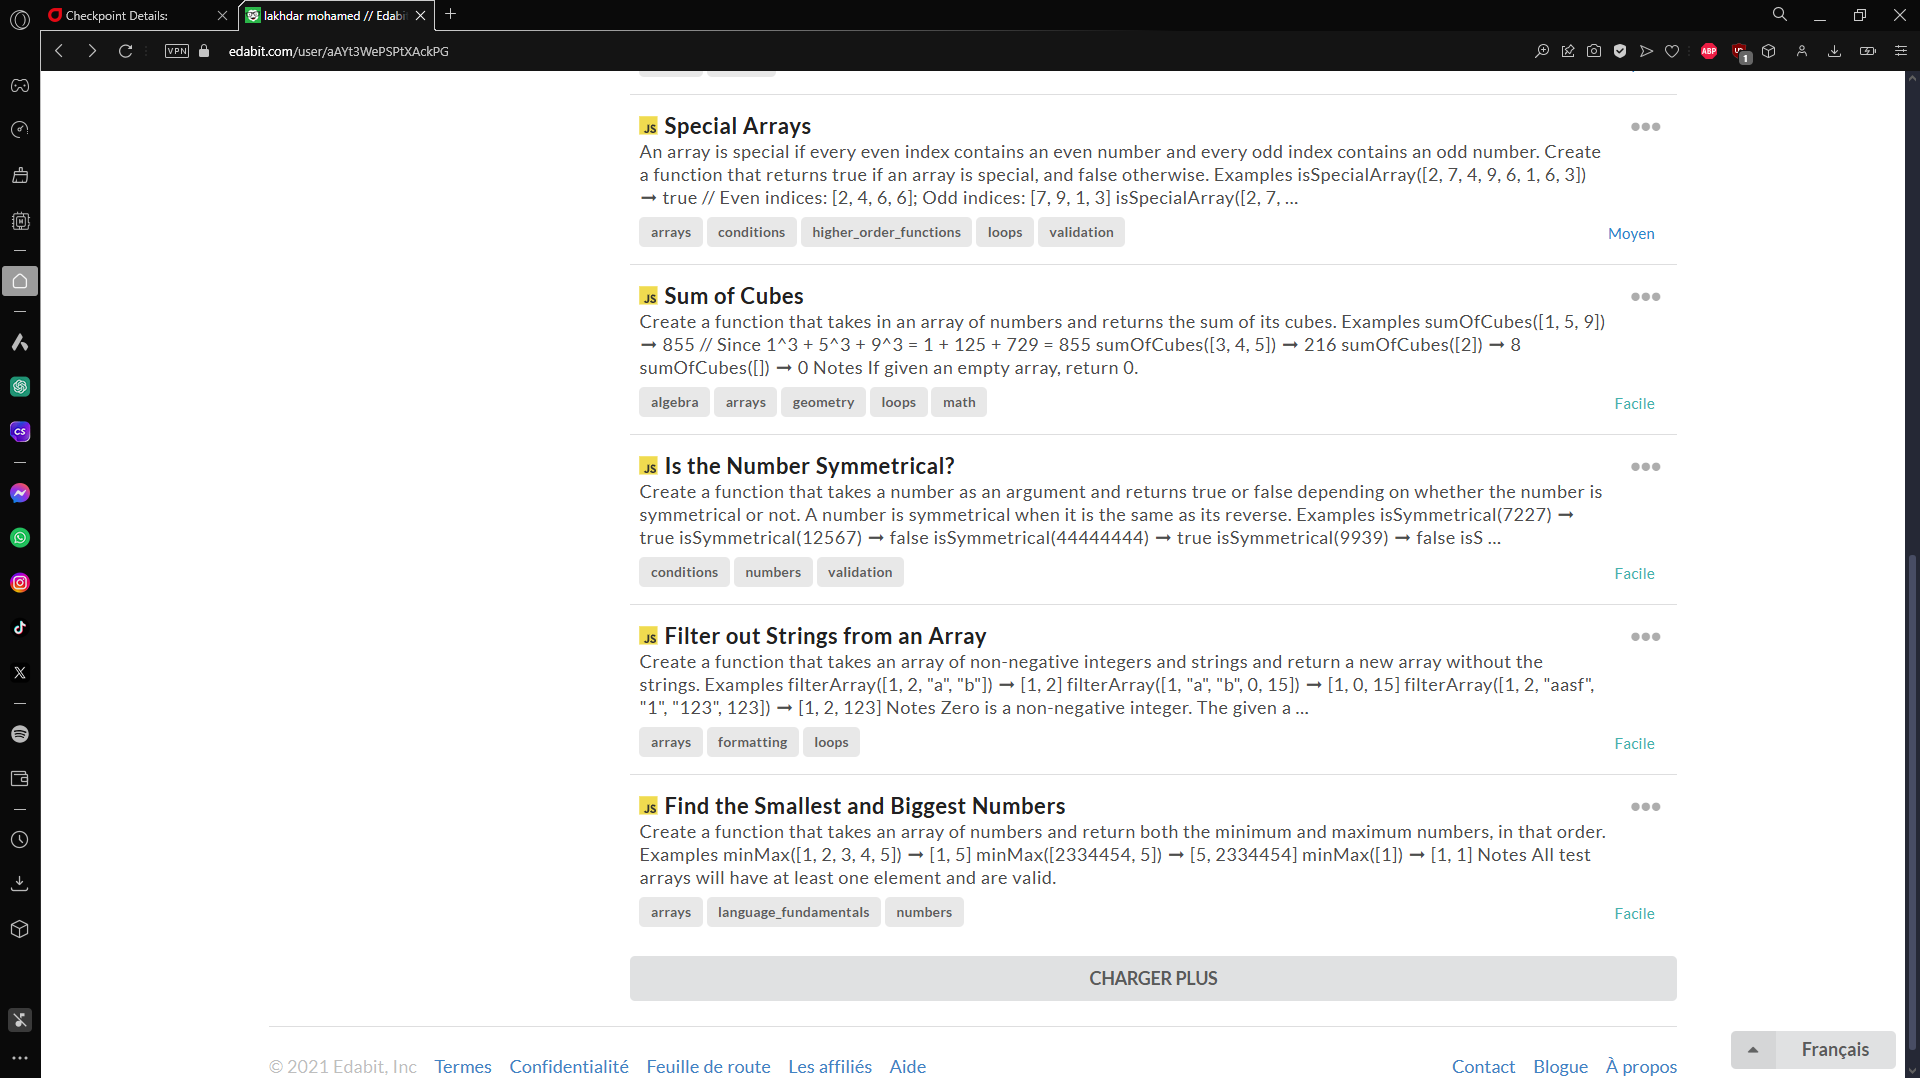 Checkpoint Details:
lakhdar mohamed // Edabi
VPN
edabit.com/user/aAYt3WePSPtXAckPG
ABP
1
JS Special Arrays
An array is special if every even index contains an even number and every odd index contains an odd number. Create
a function that returns true if an array is special, and false otherwise. Examples isSpecialArray([2, 7, 4, 9, 6, 1, 6, 3])
➞ true // Even indices: [2, 4, 6, 6]; Odd indices: [7, 9, 1, 3] isSpecialArray([2, 7, ...
arrays conditions higher_order_functions loops validation
Moyen
JS Sum of Cubes
Create a function that takes in an array of numbers and returns the sum of its cubes. Examples sumOfCubes([1, 5, 9])
➞ 855 // Since 1^3 + 5^3 + 9^3 = 1 + 125 + 729 = 855 sumOfCubes([3, 4, 5]) ➞ 216 sumOfCubes([2]) ➞ 8
sumOfCubes([]) ➞ 0 Notes If given an empty array, return 0.
algebra arrays geometry loops math
Facile
JS Is the Number Symmetrical?
Create a function that takes a number as an argument and returns true or false depending on whether the number is
symmetrical or not. A number is symmetrical when it is the same as its reverse. Examples isSymmetrical(7227) ➞
true isSymmetrical(12567) ➞ false isSymmetrical(44444444) ➞ true isSymmetrical(9939) ➞ false isS ...
conditions numbers validation
Facile
JS Filter out Strings from an Array
Create a function that takes an array of non-negative integers and strings and return a new array without the
strings. Examples filterArray([1, 2, "a", "b"]) ➞ [1, 2] filterArray([1, "a", "b", 0, 15]) ➞ [1, 0, 15] filterArray([1, 2, "aasf",
"1", "123", 123]) ➞ [1, 2, 123] Notes Zero is a non-negative integer. The given a ...
arrays formatting loops
Facile
JS Find the Smallest and Biggest Numbers
Create a function that takes an array of numbers and return both the minimum and maximum numbers, in that order.
Examples minMax([1, 2, 3, 4, 5]) ➞ [1, 5] minMax([2334454, 5]) ➞ [5, 2334454] minMax([1]) ➞ [1, 1] Notes All test
arrays will have at least one element and are valid.
arrays language_fundamentals numbers
Facile
CHARGER PLUS
© 2021 Edabit, Inc Termes Confidentialité Feuille de route Les affiliés Aide
Contact Blogue À propos
Français
CS